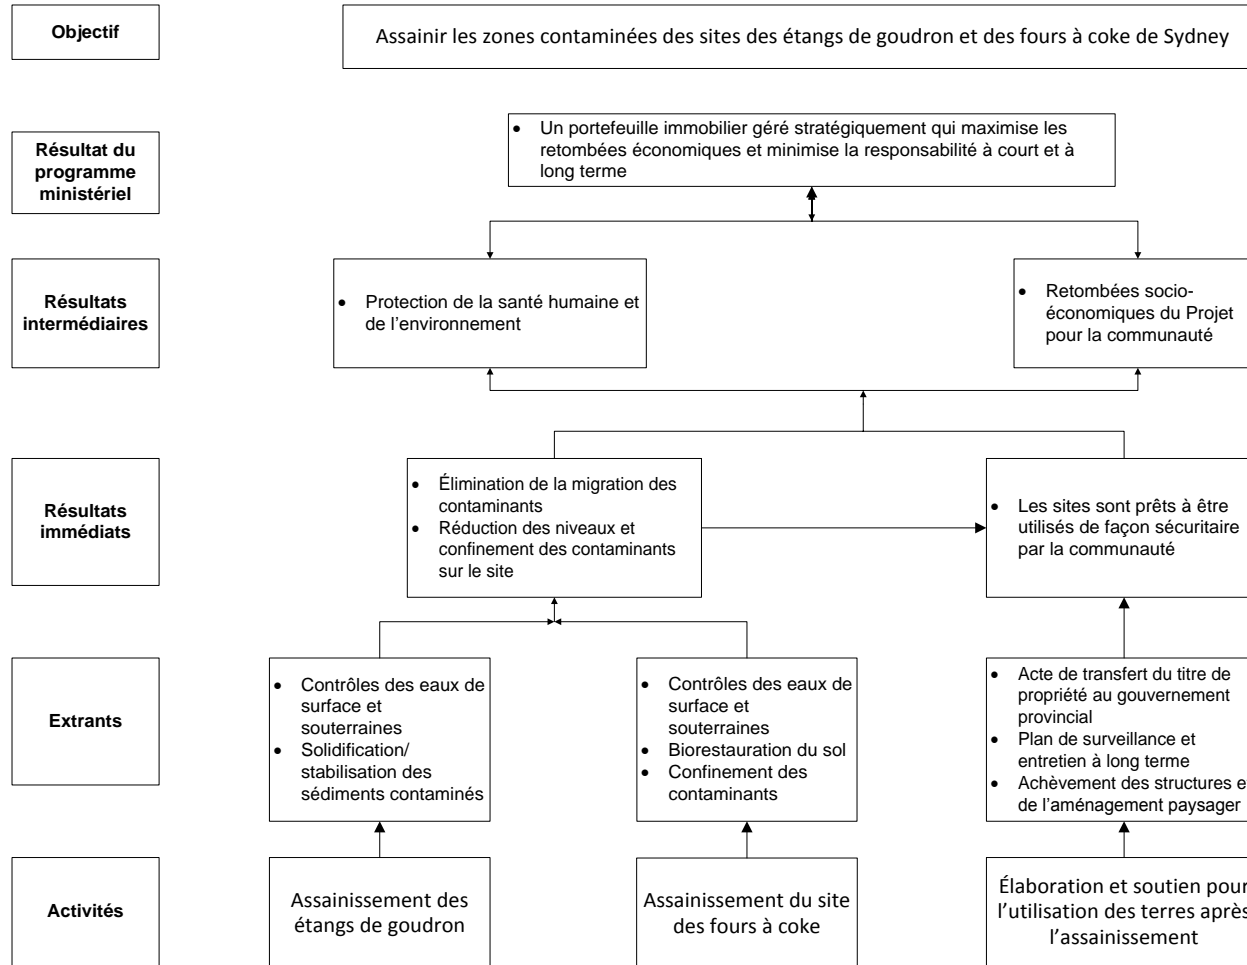 Objectif
Assainir les zones contaminées des sites des étangs de goudron et des fours à coke de Sydney
Résultat du
programme
ministériel
• Un portefeuille immobilier géré stratégiquement qui maximise les
retombées économiques et minimise la responsabilité à court et à
long terme
Résultats
intermédiaires
• Protection de la santé humaine et
de l’environnement
• Retombées socio-
économiques du Projet
pour la communauté
Résultats
immédiats
• Élimination de la migration des
contaminants
• Réduction des niveaux et
confinement des contaminants
sur le site
• Les sites sont prêts à être
utilisés de façon sécuritaire
par la communauté
Extrants
• Contrôles des eaux de
surface et
souterraines
• Solidification/
stabilisation des
sédiments contaminés
• Contrôles des eaux de
surface et
souterraines
• Biorestauration du sol
• Confinement des
contaminants
• Acte de transfert du titre de
propriété au gouvernement
provincial
• Plan de surveillance et
entretien à long terme
• Achèvement des structures et
de l’aménagement paysager
Activités
Assainissement des
étangs de goudron
Assainissement du site
des fours à coke
Élaboration et soutien pour
l’utilisation des terres après
l’assainissement